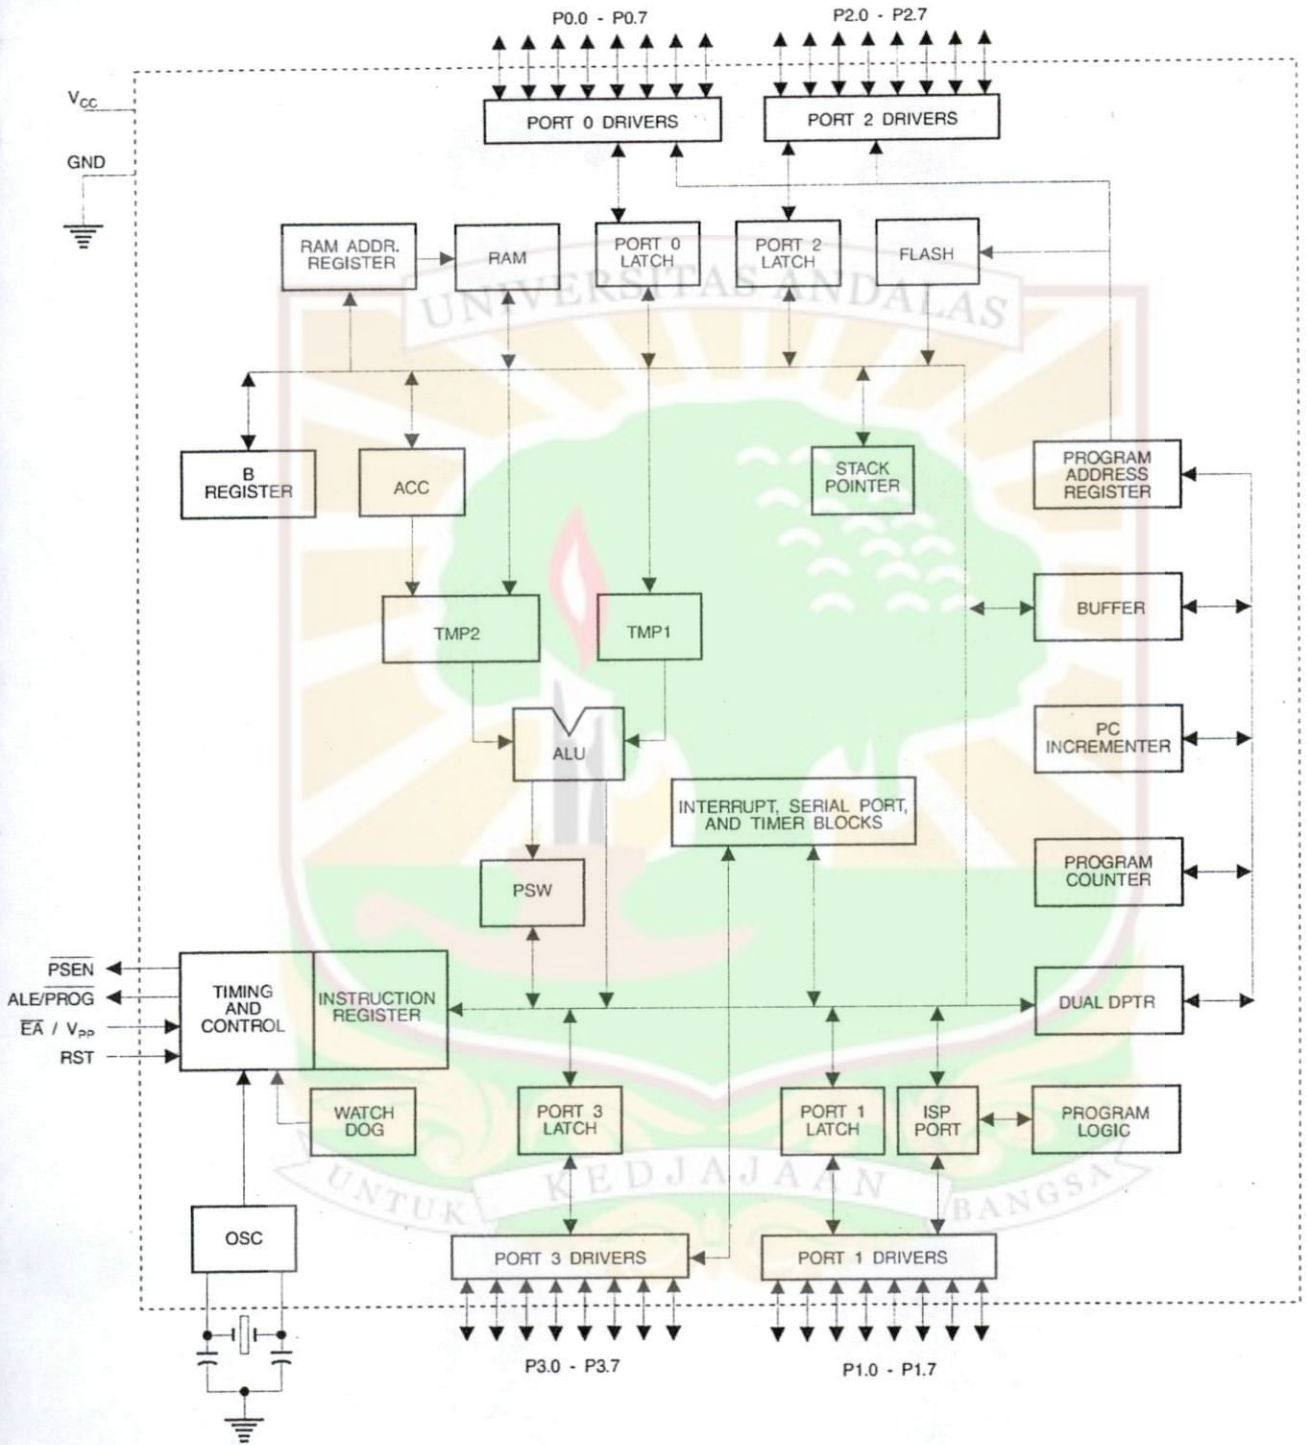 P0.0 - P0.7
P2.0 - P2.7
VCC
PORT 0 DRIVERS
PORT 2 DRIVERS
GND
RAM ADDR.
REGISTER
RAM
PORT 0
LATCH
PORT 2
LATCH
FLASH
UNIVERSITAS ANDALAS
B
REGISTER
ACC
STACK
POINTER
PROGRAM
ADDRESS
REGISTER
BUFFER
TMP2
TMP1
PC
INCREMENTER
ALU
INTERRUPT, SERIAL PORT,
AND TIMER BLOCKS
PROGRAM
COUNTER
PSW
PSEN
ALE/PROG
EA / VPP
RST
TIMING
AND
CONTROL
INSTRUCTION
REGISTER
DUAL DPTR
WATCH
DOG
PORT 3
LATCH
PORT 1
LATCH
ISP
PORT
PROGRAM
LOGIC
UNTUK KEDJAJAAN BANGSA
OSC
PORT 3 DRIVERS
PORT 1 DRIVERS
P3.0 - P3.7
P1.0 - P1.7